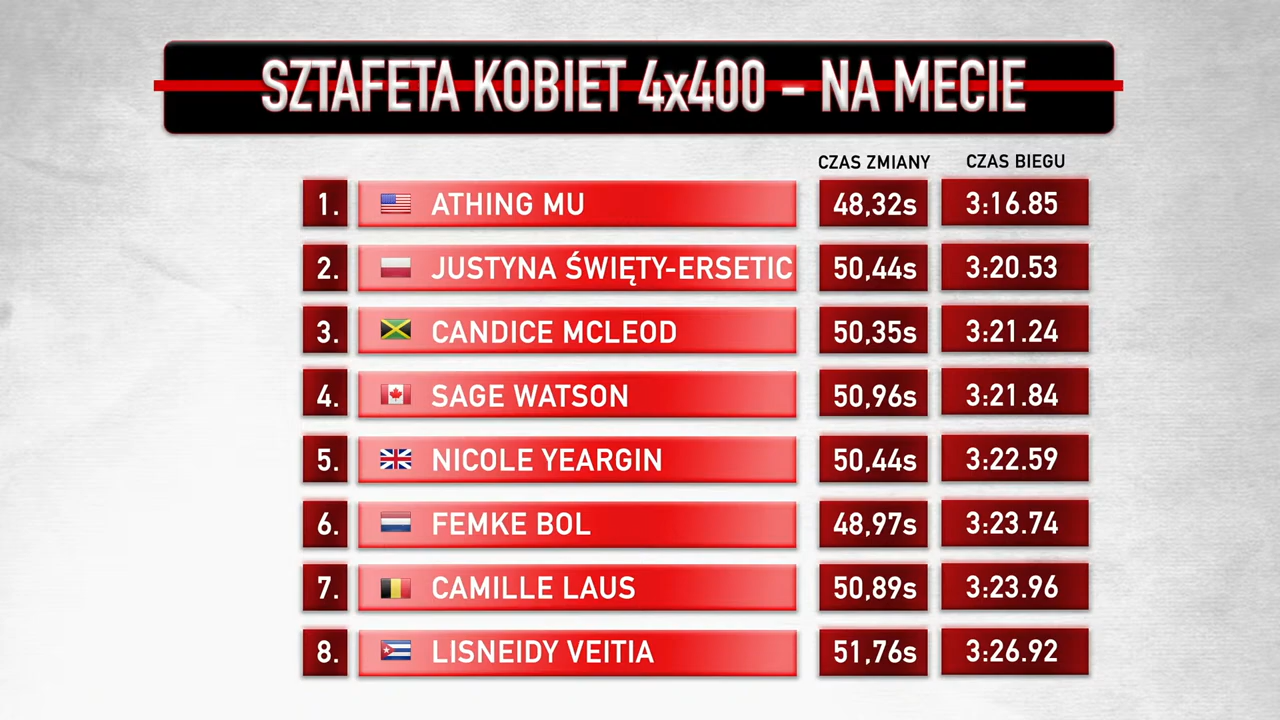 SZTAFETA KOBIET 4x400 - NA MECIE
CZAS ZMIANY CZAS BIEGU
1. ATHING MU 48,32s 3:16.85
2. JUSTYNA ŚWIĘTY-ERSETIC 50,44s 3:20.53
3. CANDICE MCLEOD 50,35s 3:21.24
4. SAGE WATSON 50,96s 3:21.84
5. NICOLE YEARGIN 50,44s 3:22.59
6. FEMKE BOL 48,97s 3:23.74
7. CAMILLE LAUS 50,89s 3:23.96
8. LISNEIDY VEITIA 51,76s 3:26.92